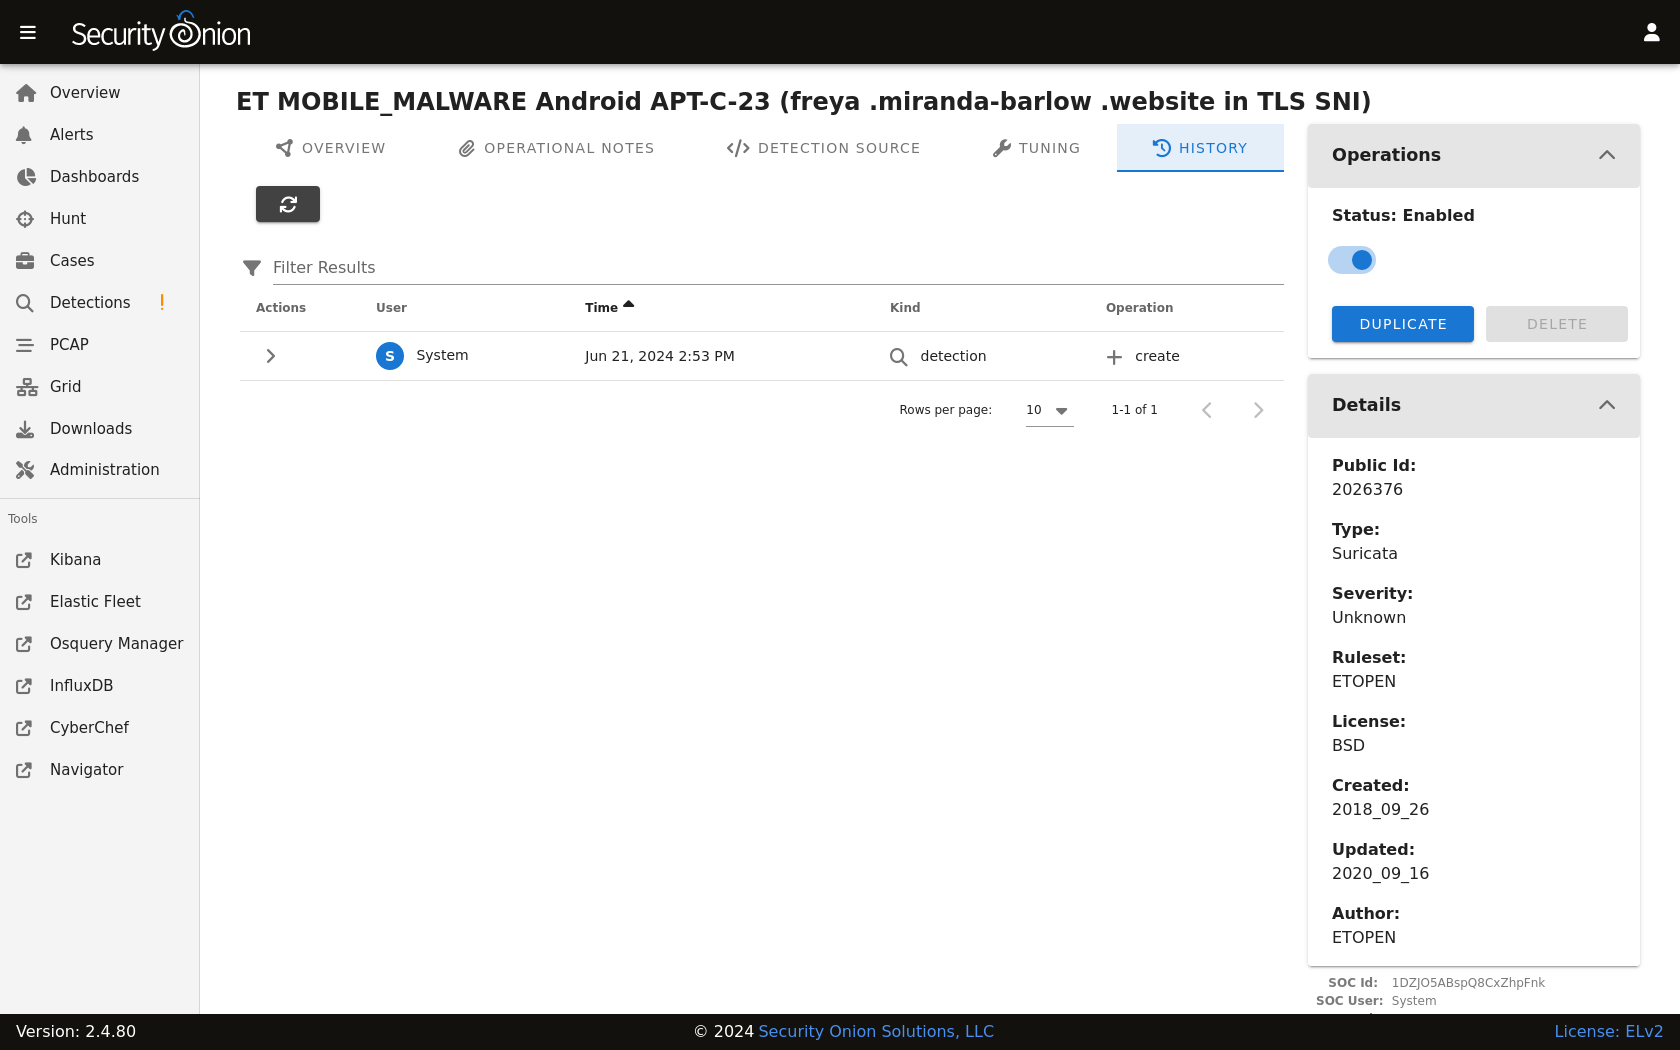 Security Onion
Overview
Alerts
Dashboards
Hunt
Cases
Detections !
PCAP
Grid
Downloads
Administration
Tools
Kibana
Elastic Fleet
Osquery Manager
InfluxDB
CyberChef
Navigator
ET MOBILE_MALWARE Android APT-C-23 (freya .miranda-barlow .website in TLS SNI)
OVERVIEW OPERATIONAL NOTES DETECTION SOURCE TUNING HISTORY
Filter Results
Actions User Time Kind Operation
S System Jun 21, 2024 2:53 PM detection create
Rows per page: 10 1-1 of 1
Operations
Status: Enabled
DUPLICATE DELETE
Details
Public Id:
2026376
Type:
Suricata
Severity:
Unknown
Ruleset:
ETOPEN
License:
BSD
Created:
2018_09_26
Updated:
2020_09_16
Author:
ETOPEN
SOC Id: 1DZJO5ABspQ8CxZhpFnk
SOC User: System
Version: 2.4.80
© 2024 Security Onion Solutions, LLC
License: ELv2